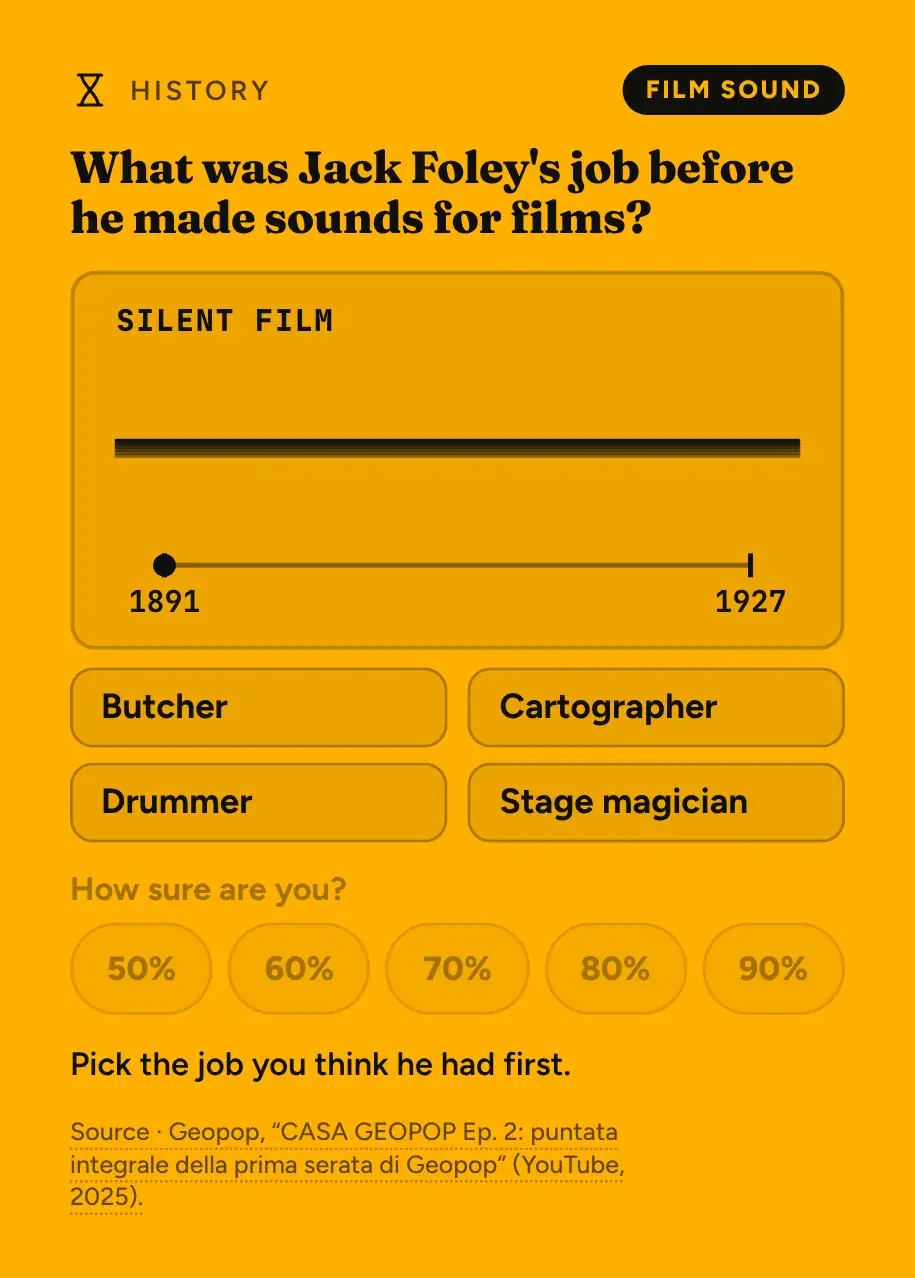 HISTORY
FILM SOUND
What was Jack Foley's job before
he made sounds for films?
SILENT FILM
1891
1927
Butcher
Cartographer
Drummer
Stage magician
How sure are you?
50%
60%
70%
80%
90%
Pick the job you think he had first.
Source · Geopop, “CASA GEOPOP Ep. 2: puntata
integrale della prima serata di Geopop” (YouTube,
2025).